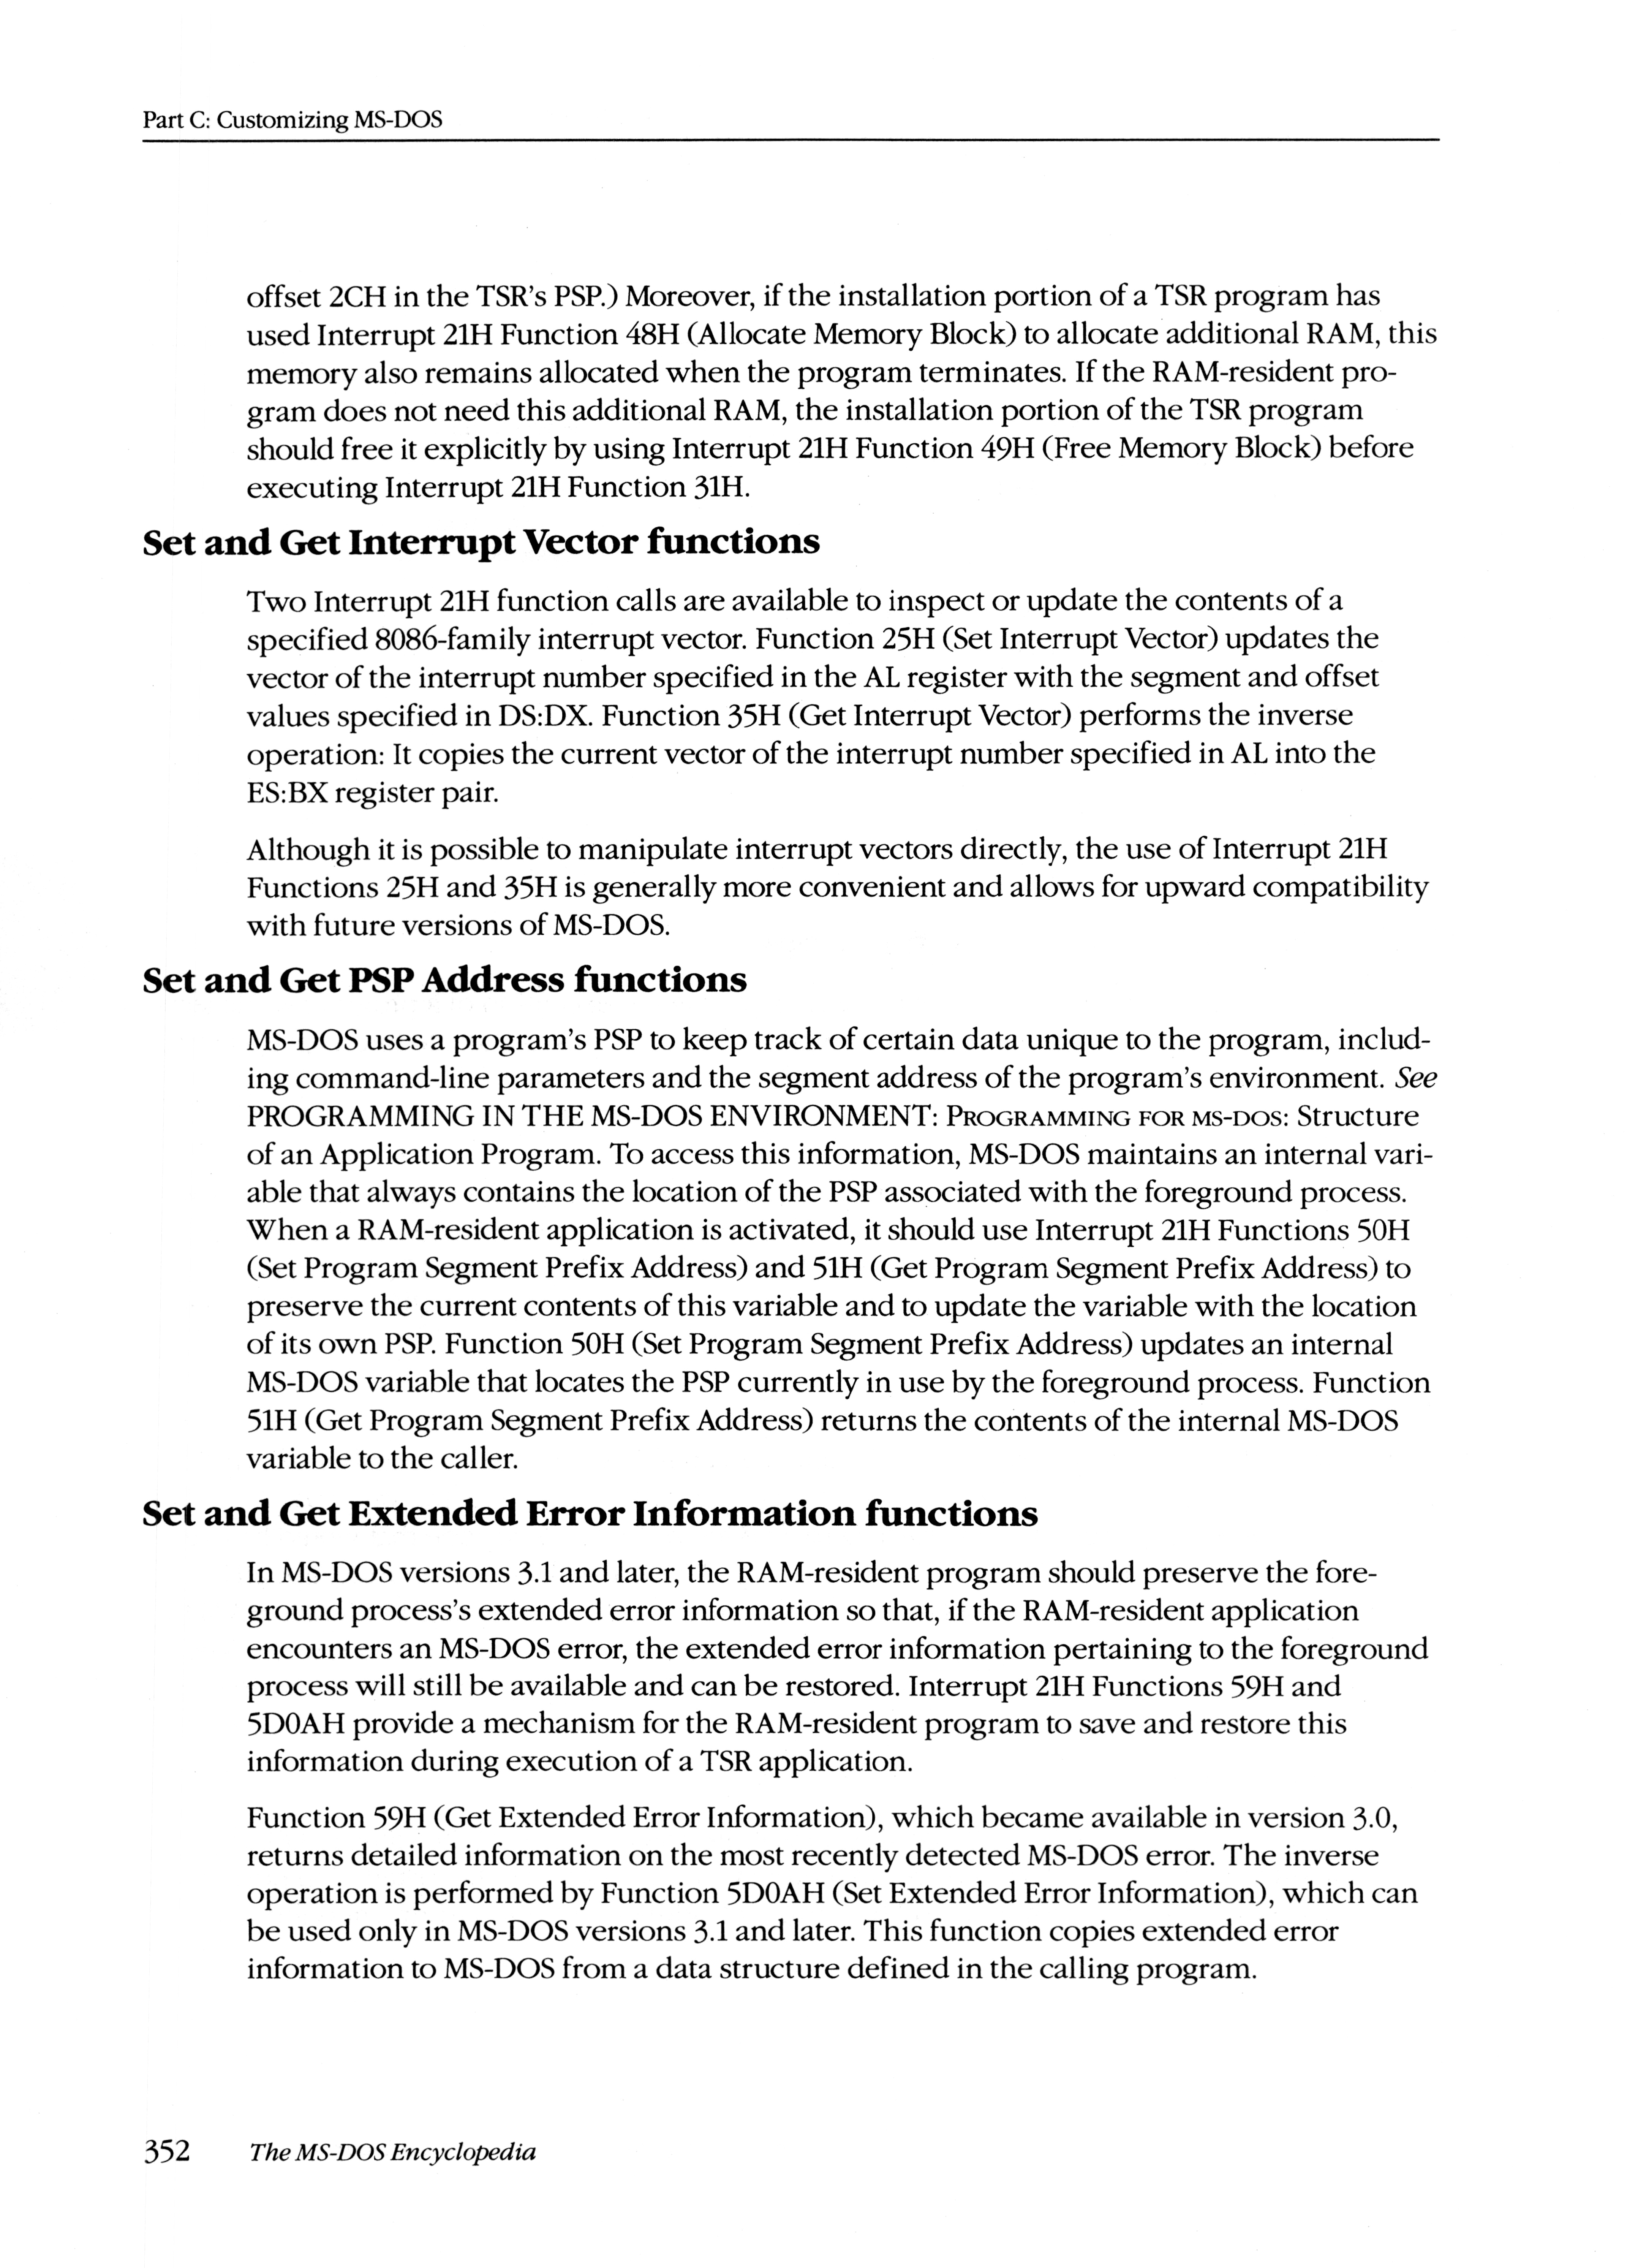 Part C: Customizing MS-DOS
offset 2CH in the TSR's PSP.) Moreover, if the installation portion of a TSR program has
used Interrupt 21H Function 48H (Allocate Memory Block) to allocate additional RAM, this
memory also remains allocated when the program terminates. If the RAM-resident pro-
gram does not need this additional RAM, the installation portion of the TSR program
should free it explicitly by using Interrupt 21H Function 49H (Free Memory Block) before
executing Interrupt 21H Function 31H.
Set and Get Interrupt Vector functions
Two Interrupt 21H function calls are available to inspect or update the contents of a
specified 8086-family interrupt vector. Function 25H (Set Interrupt Vector) updates the
vector of the interrupt number specified in the AL register with the segment and offset
values specified in DS:DX. Function 35H (Get Interrupt Vector) performs the inverse
operation: It copies the current vector of the interrupt number specified in AL into the
ES:BX register pair.
Although it is possible to manipulate interrupt vectors directly, the use of Interrupt 21H
Functions 25H and 35H is generally more convenient and allows for upward compatibility
with future versions of MS-DOS.
Set and Get PSP Address functions
MS-DOS uses a program's PSP to keep track of certain data unique to the program, includ-
ing command-line parameters and the segment address of the program's environment. See
PROGRAMMING IN THE MS-DOS ENVIRONMENT: PROGRAMMING FOR MS-DOS: Structure
of an Application Program. To access this information, MS-DOS maintains an internal vari-
able that always contains the location of the PSP associated with the foreground process.
When a RAM-resident application is activated, it should use Interrupt 21H Functions 50H
(Set Program Segment Prefix Address) and 51H (Get Program Segment Prefix Address) to
preserve the current contents of this variable and to update the variable with the location
of its own PSP. Function 50H (Set Program Segment Prefix Address) updates an internal
MS-DOS variable that locates the PSP currently in use by the foreground process. Function
51H (Get Program Segment Prefix Address) returns the contents of the internal MS-DOS
variable to the caller.
Set and Get Extended Error Information functions
In MS-DOS versions 3.1 and later, the RAM-resident program should preserve the fore-
ground process's extended error information so that, if the RAM-resident application
encounters an MS-DOS error, the extended error information pertaining to the foreground
process will still be available and can be restored. Interrupt 21H Functions 59H and
5D0AH provide a mechanism for the RAM-resident program to save and restore this
information during execution of a TSR application.
Function 59H (Get Extended Error Information), which became available in version 3.0,
returns detailed information on the most recently detected MS-DOS error. The inverse
operation is performed by Function 5D0AH (Set Extended Error Information), which can
be used only in MS-DOS versions 3.1 and later. This function copies extended error
information to MS-DOS from a data structure defined in the calling program.
352 The MS-DOS Encyclopedia